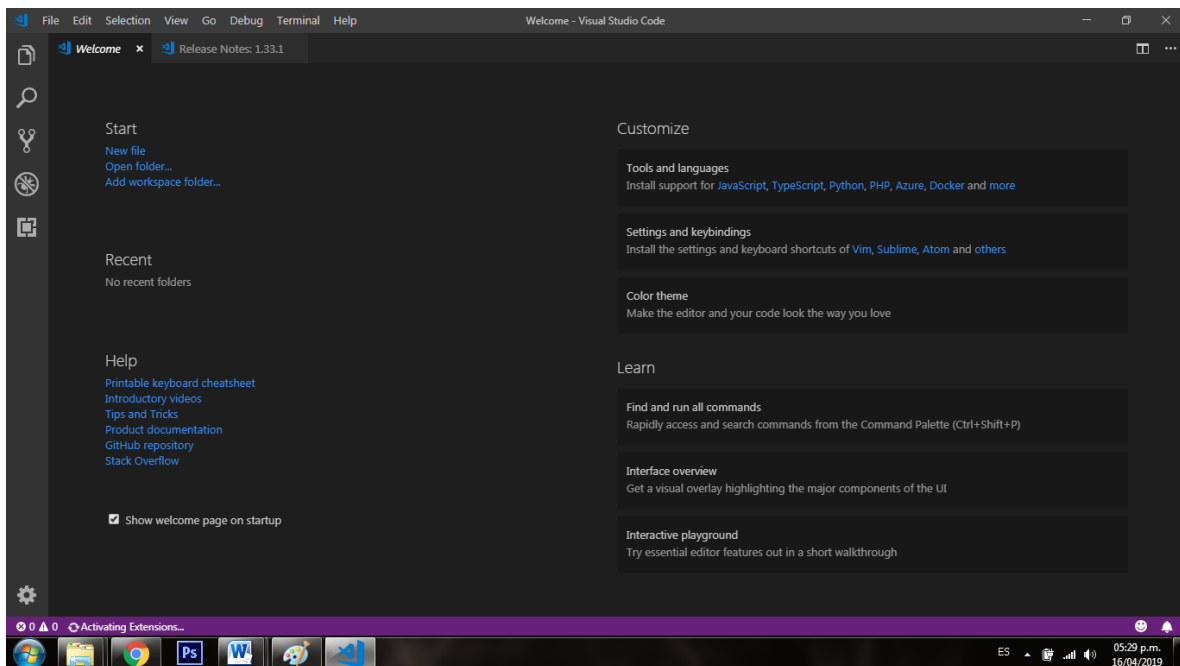 File Edit Selection View Go Debug Terminal Help
Welcome - Visual Studio Code
Welcome
Release Notes: 1.33.1
Start
New file
Open folder...
Add workspace folder...
Recent
No recent folders
Help
Printable keyboard cheatsheet
Introductory videos
Tips and Tricks
Product documentation
GitHub repository
Stack Overflow
Show welcome page on startup
Customize
Tools and languages
Install support for JavaScript, TypeScript, Python, PHP, Azure, Docker and more
Settings and keybindings
Install the settings and keyboard shortcuts of Vim, Sublime, Atom and others
Color theme
Make the editor and your code look the way you love
Learn
Find and run all commands
Rapidly access and search commands from the Command Palette (Ctrl+Shift+P)
Interface overview
Get a visual overlay highlighting the major components of the UI
Interactive playground
Try essential editor features out in a short walkthrough
0 0 Activating Extensions...
Ps W ES 05:29 p.m.
16/04/2019